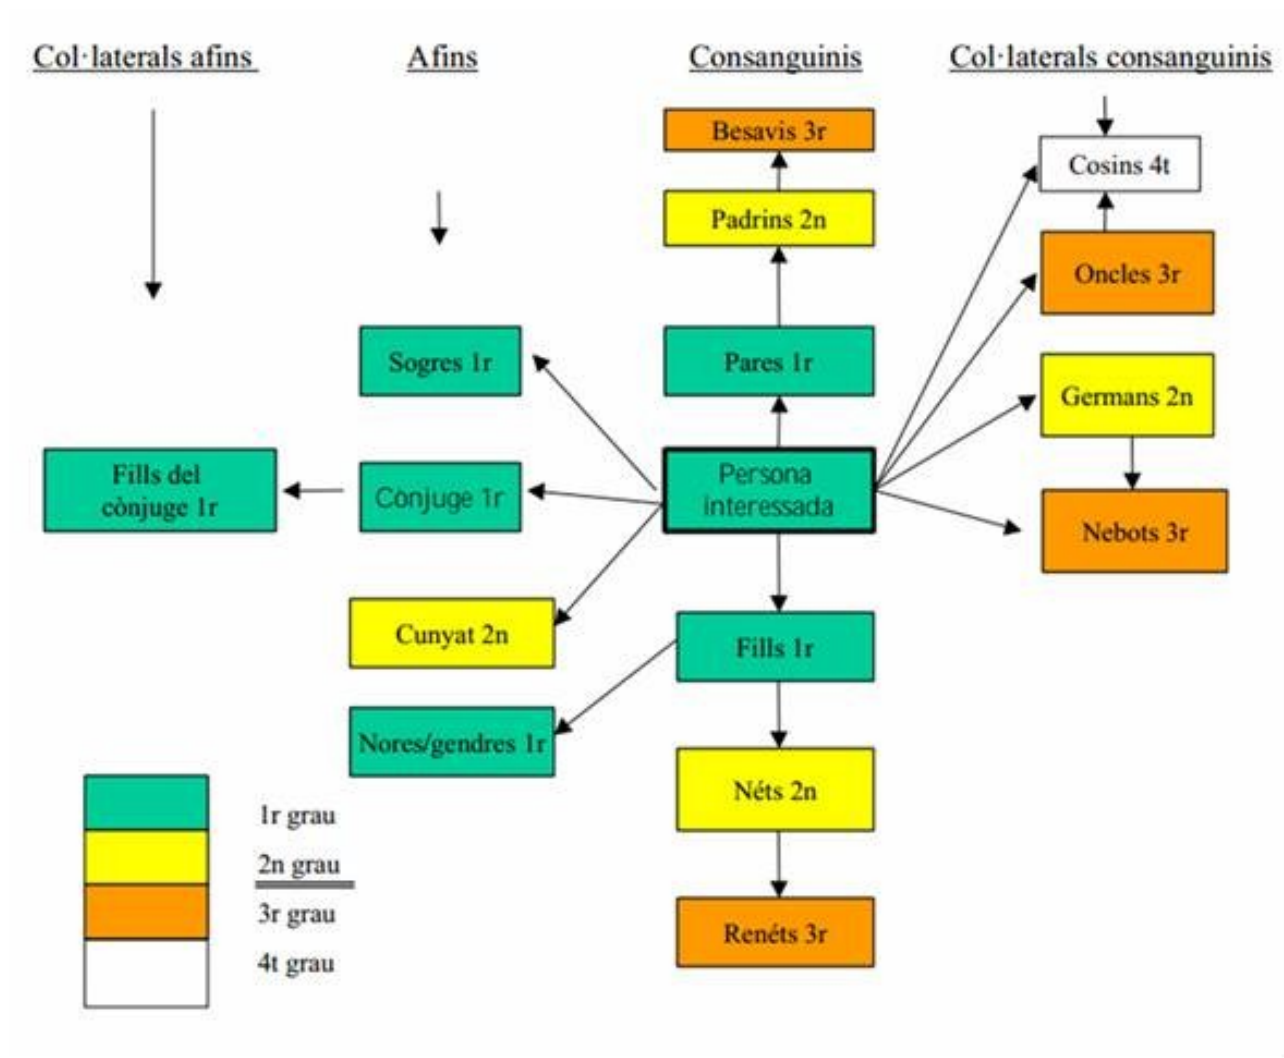 Col·laterals afins
Afins
Consanguinis
Col·laterals consanguinis
Besavis 3r
Cosins 4t
Padrins 2n
Oncles 3r
Sogres 1r
Pares 1r
Germans 2n
Fills del
cònjuge 1r
Conjuge 1r
Persona
interessada
Nebots 3r
Cunyat 2n
Fills 1r
Nores/gendres 1r
Néts 2n
1r grau
2n grau
3r grau
4t grau
Renéts 3r